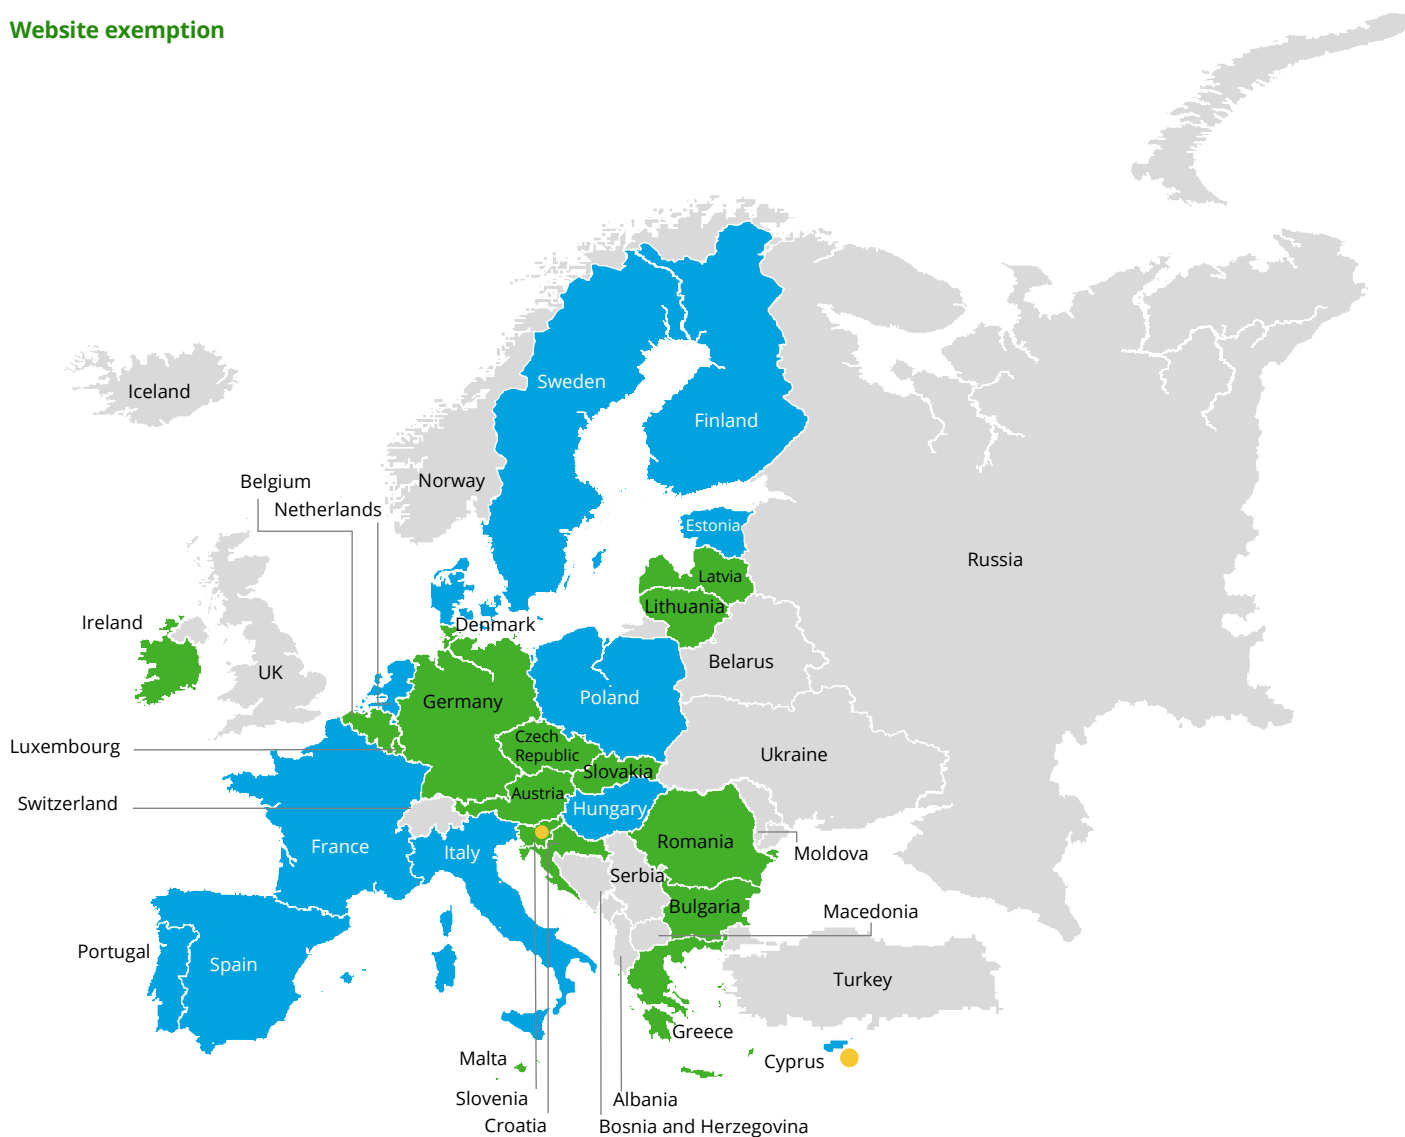 Website exemption
Iceland
Sweden
Finland
Norway
Belgium
Netherlands
Estonia
Russia
Latvia
Lithuania
Ireland
Denmark
UK
Belarus
Germany
Poland
Luxembourg
Czech
Republic
Ukraine
Slovakia
Switzerland
Austria
Hungary
France
Italy
Romania
Moldova
Serbia
Bulgaria
Macedonia
Portugal
Spain
Turkey
Greece
Malta
Cyprus
Slovenia
Albania
Croatia
Bosnia and Herzegovina